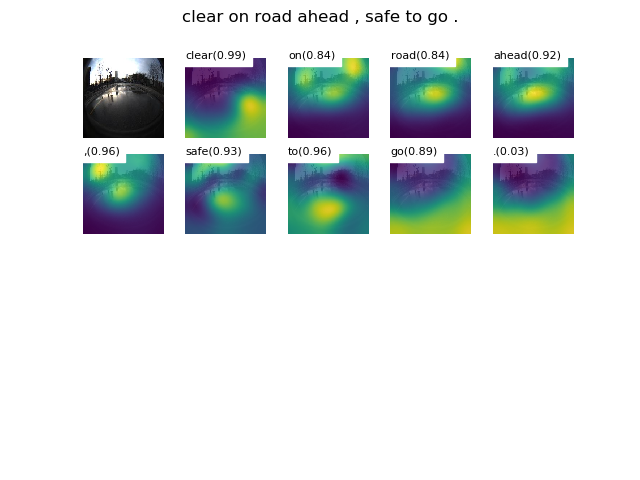 clear on road ahead , safe to go .
clear(0.99) on(0.84) road(0.84) ahead(0.92)
,(0.96) safe(0.93) to(0.96) go(0.89) .(0.03)